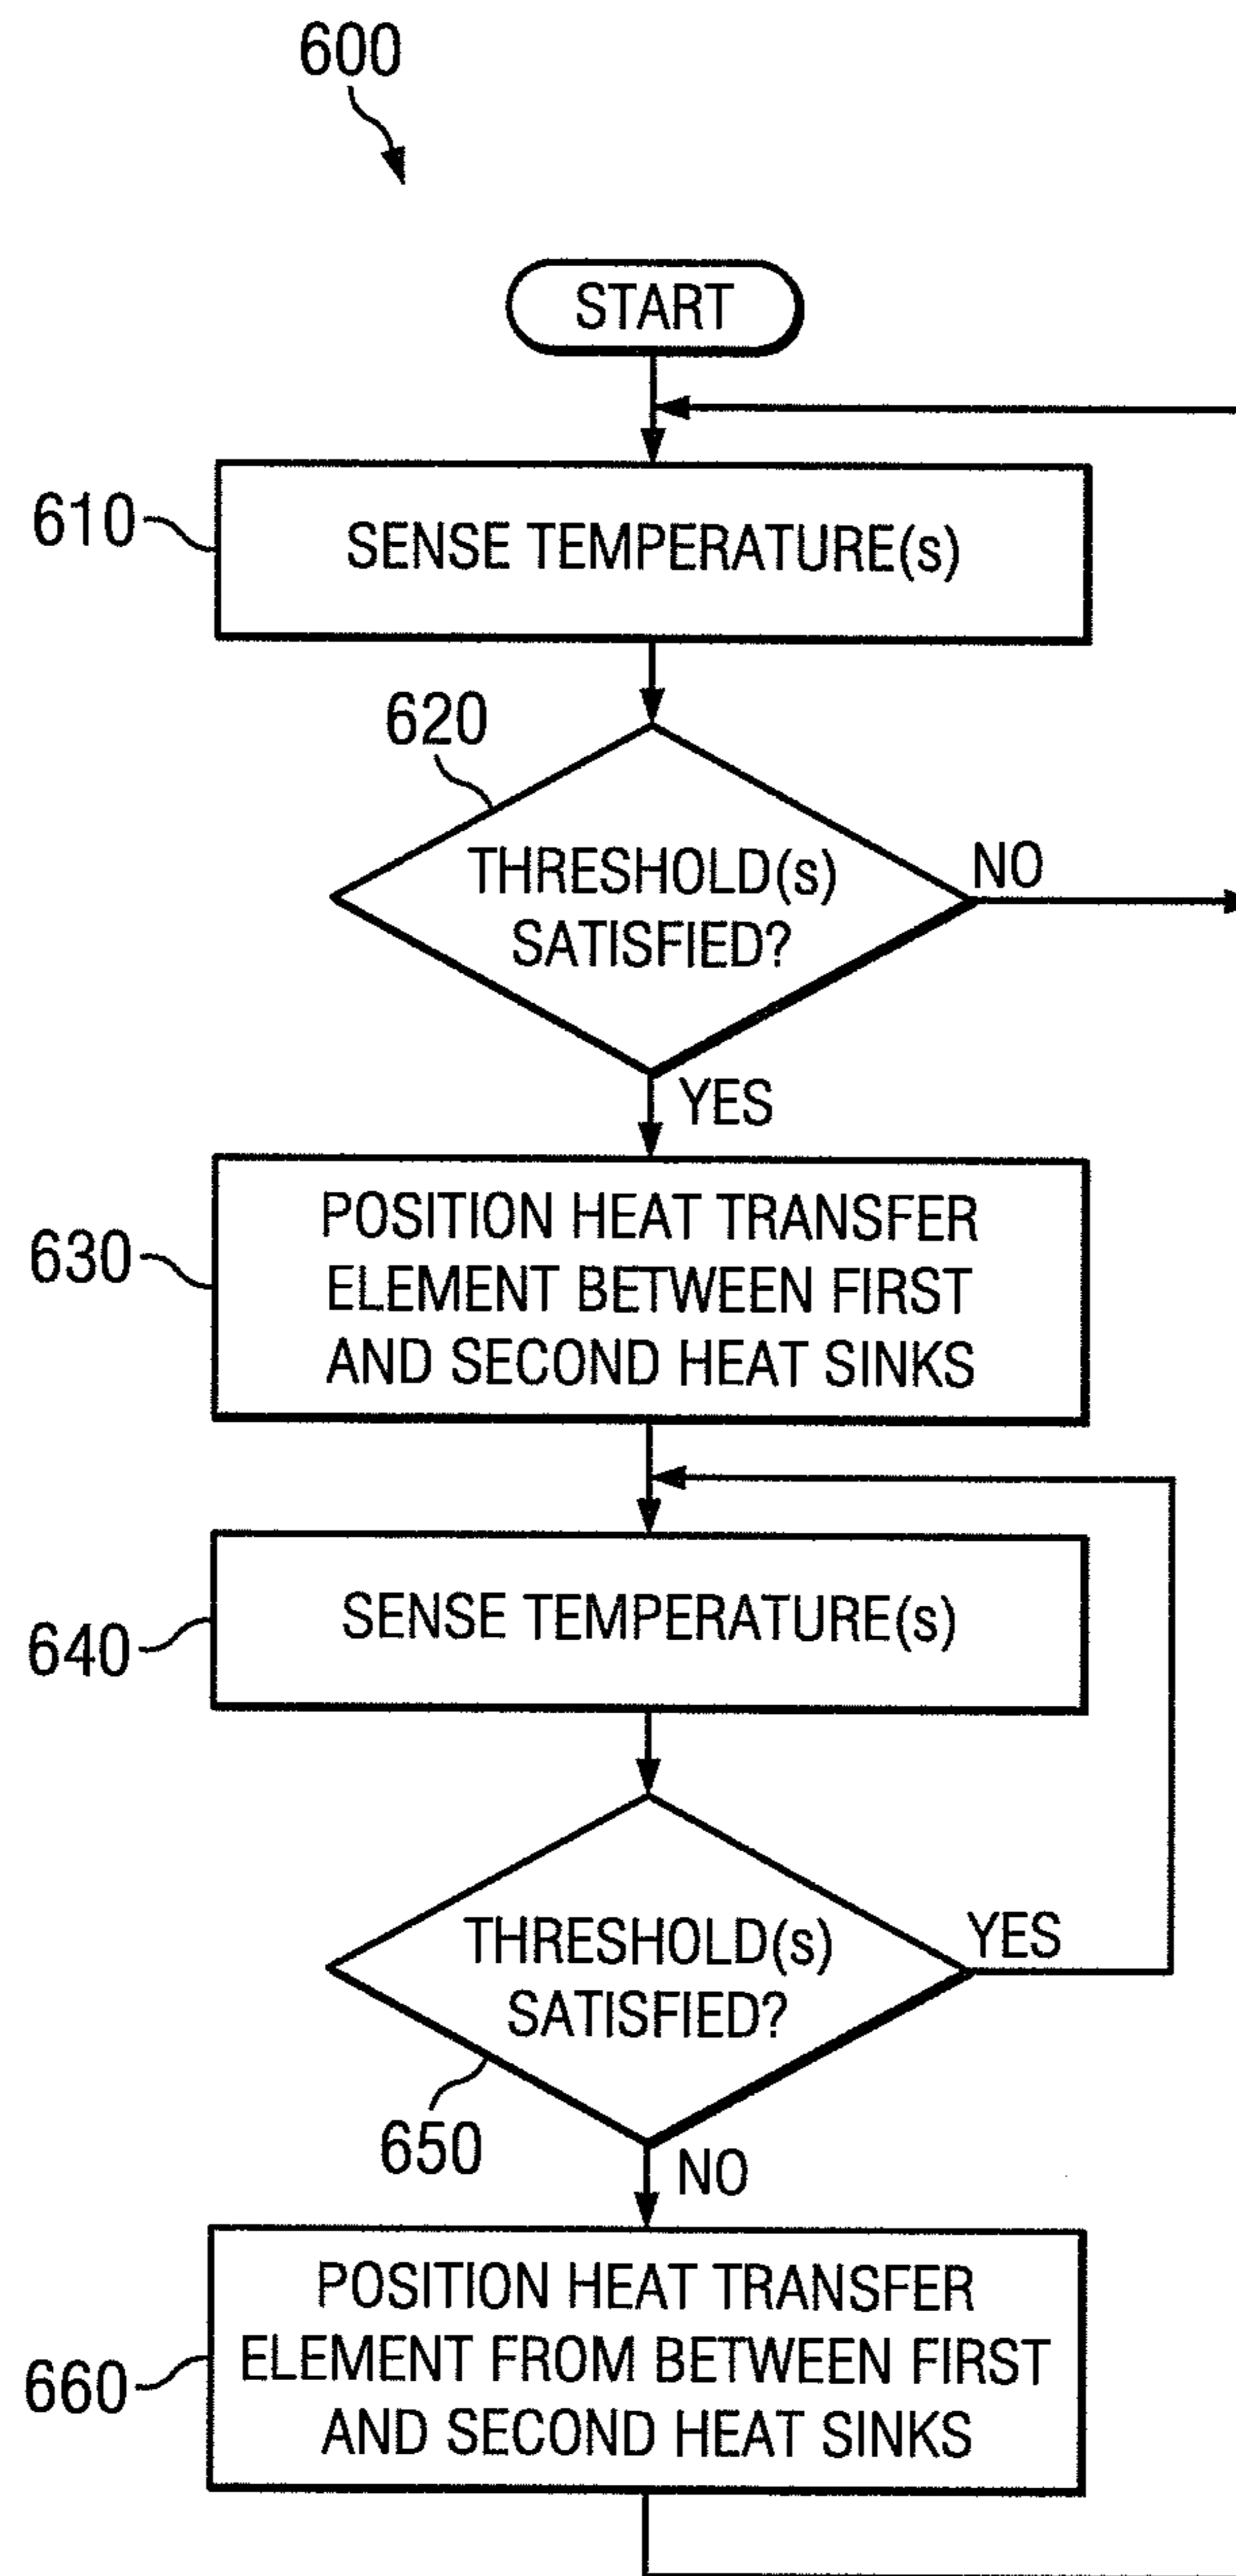 600
START
610
SENSE TEMPERATURE(s)
620
THRESHOLD(s)
SATISFIED?
NO
YES
630
POSITION HEAT TRANSFER
ELEMENT BETWEEN FIRST
AND SECOND HEAT SINKS
640
SENSE TEMPERATURE(s)
THRESHOLD(s)
SATISFIED?
YES
650
NO
660
POSITION HEAT TRANSFER
ELEMENT FROM BETWEEN FIRST
AND SECOND HEAT SINKS